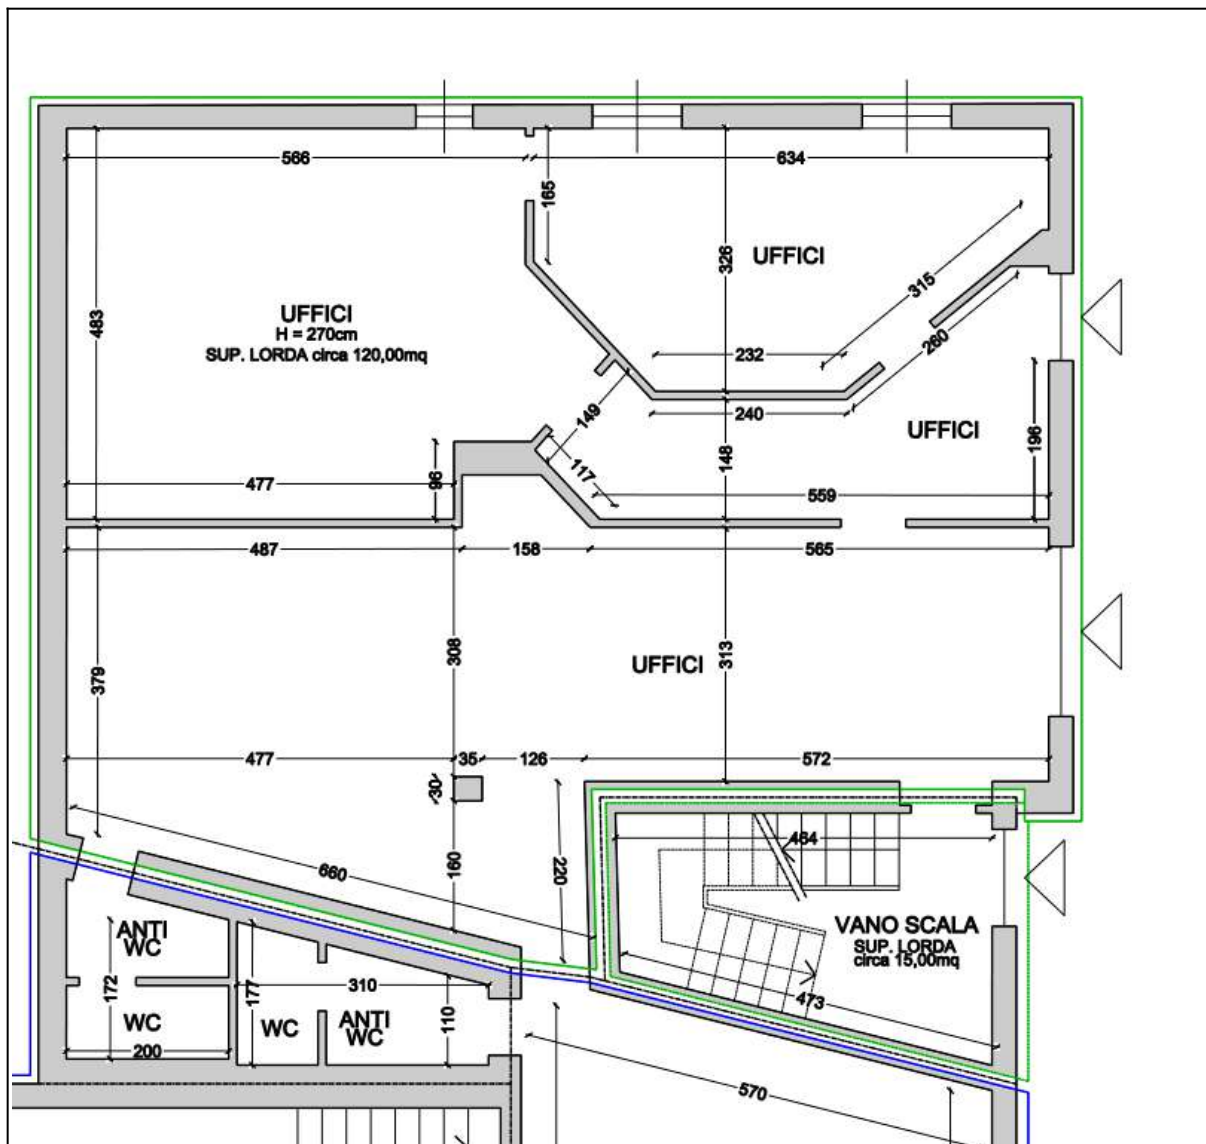 566
634
165
326
UFFICI
315
UFFICI
H = 270cm
SUP. LORDA circa 120,00mq
483
232
260
240
149
UFFICI
196
148
96
117
477
559
487
158
565
308
313
UFFICI
379
477
35
126
572
30
464
660
160
220
VANO SCALA
SUP. LORDA
circa 15,00mq
ANTI
WC
172
177
310
473
WC
WC
ANTI
WC
110
200
570